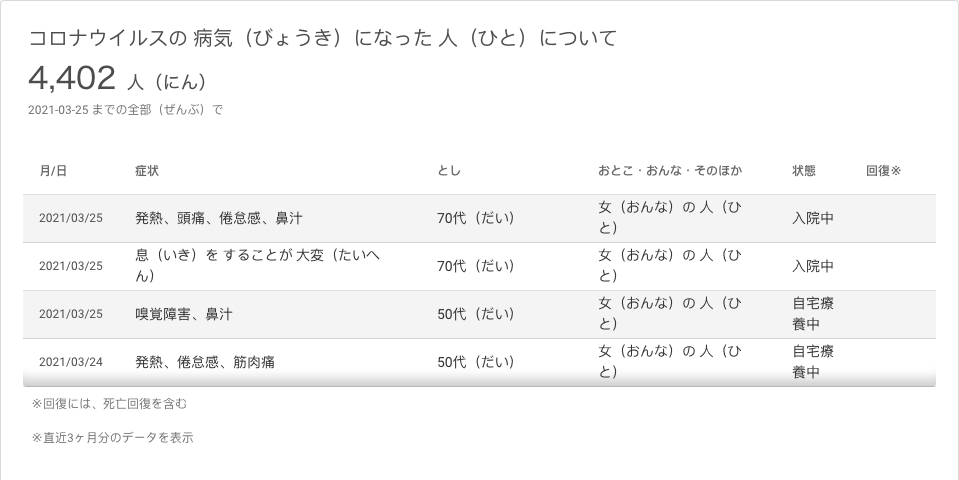 コロナウイルスの 病気（びょうき）になった 人（ひと）について
4,402 人（にん）
2021-03-25 までの全部（ぜんぶ）で
月/日 症状 とし おとこ・おんな・そのほか 状態 回復※
2021/03/25 発熱、頭痛、倦怠感、鼻汁 70代（だい） 女（おんな）の 人（ひ
と） 入院中
2021/03/25 息（いき）を することが 大変（たいへ
ん） 70代（だい） 女（おんな）の 人（ひ
と） 入院中
2021/03/25 嗅覚障害、鼻汁 50代（だい） 女（おんな）の 人（ひ
と） 自宅療
養中
2021/03/24 発熱、倦怠感、筋肉痛 50代（だい） 女（おんな）の 人（ひ
と） 自宅療
養中
※回復には、死亡回復を含む
※直近3ヶ月分のデータを表示